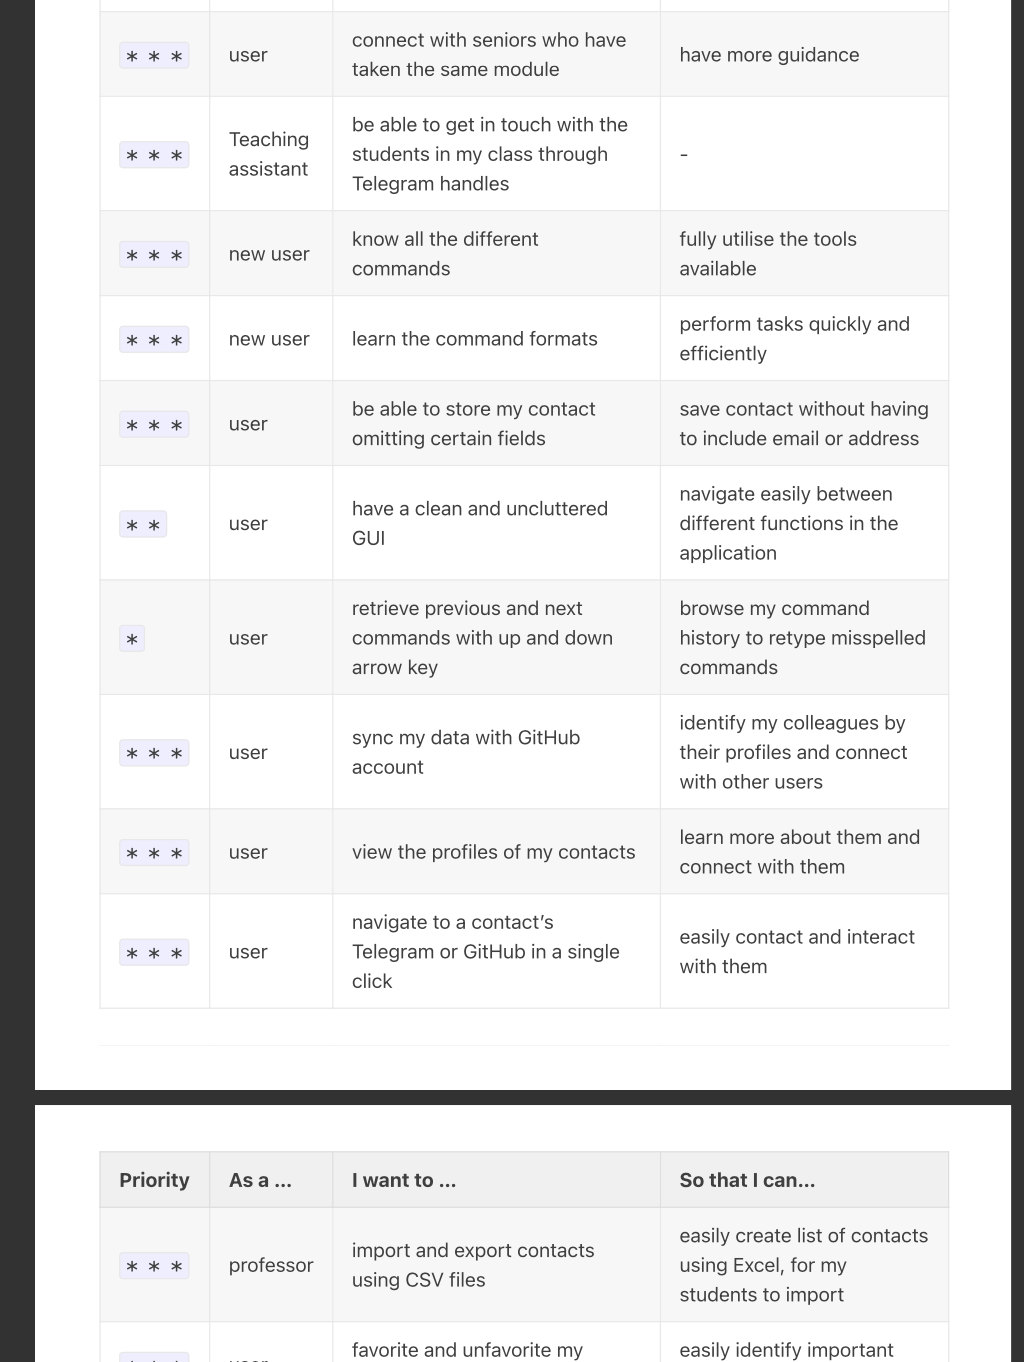 * * * user connect with seniors who have have more guidance
taken the same module
* * * Teaching be able to get in touch with the -
assistant students in my class through
Telegram handles
* * * new user know all the different fully utilise the tools
commands available
* * * new user learn the command formats perform tasks quickly and
efficiently
* * * user be able to store my contact save contact without having
omitting certain fields to include email or address
* * user have a clean and uncluttered navigate easily between
GUI different functions in the
application
* user retrieve previous and next browse my command
commands with up and down history to retype misspelled
arrow key commands
* * * user sync my data with GitHub identify my colleagues by
account their profiles and connect
with other users
* * * user view the profiles of my contacts learn more about them and
connect with them
* * * user navigate to a contact’s easily contact and interact
Telegram or GitHub in a single with them
click
Priority As a ... I want to ... So that I can...
* * * professor import and export contacts easily create list of contacts
using CSV files using Excel, for my
students to import
favorite and unfavorite my easily identify important